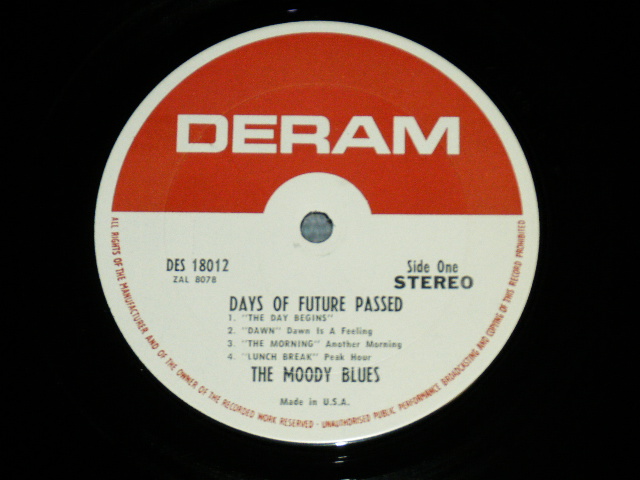 DERAM
DES 18012
ZAL 8078
Side One
STEREO
DAYS OF FUTURE PASSED
1. "THE DAY BEGINS"
2. "DAWN" Dawn Is A Feeling
3. "THE MORNING" Another Morning
4. "LUNCH BREAK" Peak Hour
THE MOODY BLUES
Made in U.S.A.
ALL RIGHTS OF THE MANUFACTURER AND OF THE OWNER OF THE RECORDED WORK RESERVED - UNAUTHORISED PUBLIC PERFORMANCE BROADCASTING AND COPYING OF THIS RECORD PROHIBITED